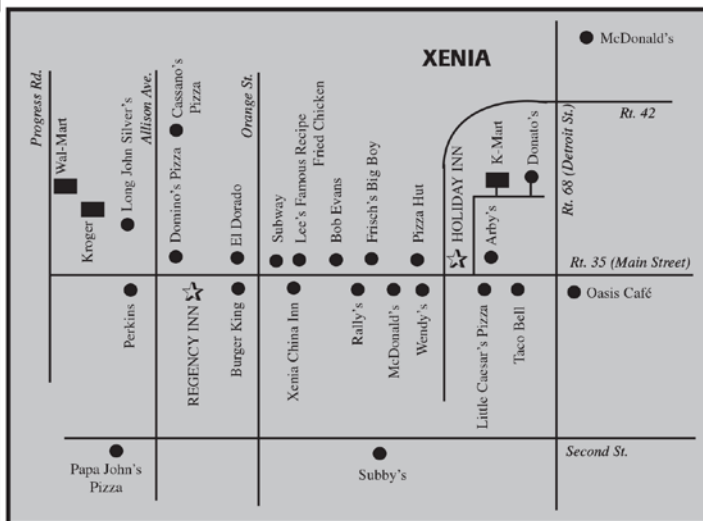 XENIA
McDonald's
Progress Rd.
Wal-Mart
Kroger
Long John Silver's
Allison Ave.
Cassano's
Pizza
Domino's Pizza
El Dorado
Orange St.
Subway
Lee's Famous Recipe
Fried Chicken
Bob Evans
Frisch's Big Boy
Pizza Hut
HOLIDAY INN
K-Mart
Arby's
Donato's
Rt. 68 (Detroit St.)
Rt. 42
Rt. 35 (Main Street)
Perkins
REGENCY INN
Burger King
Xenia China Inn
Rally's
McDonald's
Wendy's
Little Caesar's Pizza
Taco Bell
Oasis Café
Second St.
Papa John's
Pizza
Subby's